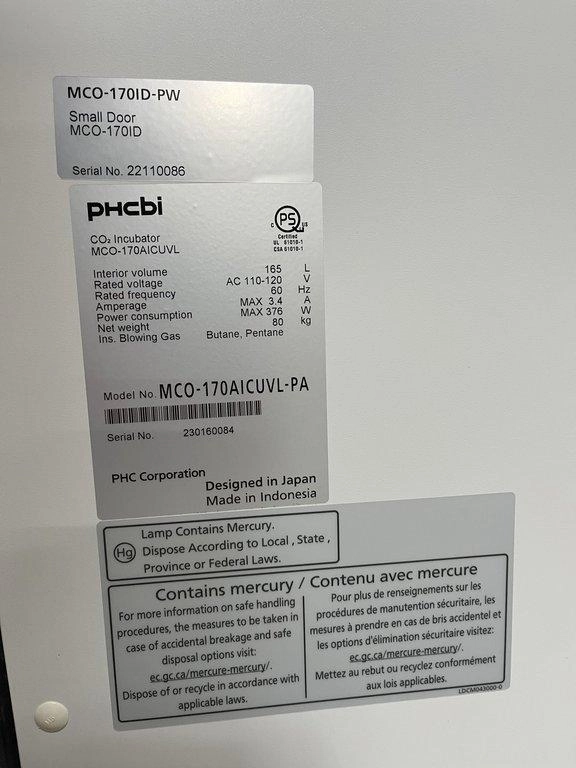 MCO-170ID-PW
Small Door
MCO-170ID
Serial No. 22110086
PHCbi
C PS US
Certified
UL 61010-1
CSA 61010-1
CO₂ Incubator
MCO-170AICUVL
Interior volume 165 L
Rated voltage AC 110-120 V
Rated frequency 60 Hz
Amperage MAX 3.4 A
Power consumption MAX 376 W
Net weight 80 kg
Ins. Blowing Gas Butane, Pentane
Model No. MCO-170AICUVL-PA
Serial No. 230160084
PHC Corporation
Designed in Japan
Made in Indonesia
Hg
Lamp Contains Mercury.
Dispose According to Local , State ,
Province or Federal Laws.
Contains mercury / Contenu avec mercure
For more information on safe handling
procedures, the measures to be taken in
case of accidental breakage and safe
disposal options visit:
ec.gc.ca/mercure-mercury/.
Dispose of or recycle in accordance with
applicable laws.
Pour plus de renseignements sur les
procédures de manutention sécuritaire, les
mesures à prendre en cas de bris accidentel et
les options d'élimination sécuritaire visitez:
ec.gc.ca/mercure-mercury/.
Mettez au rebut ou recyclez conformément
aux lois applicables.
LDCM043000-0